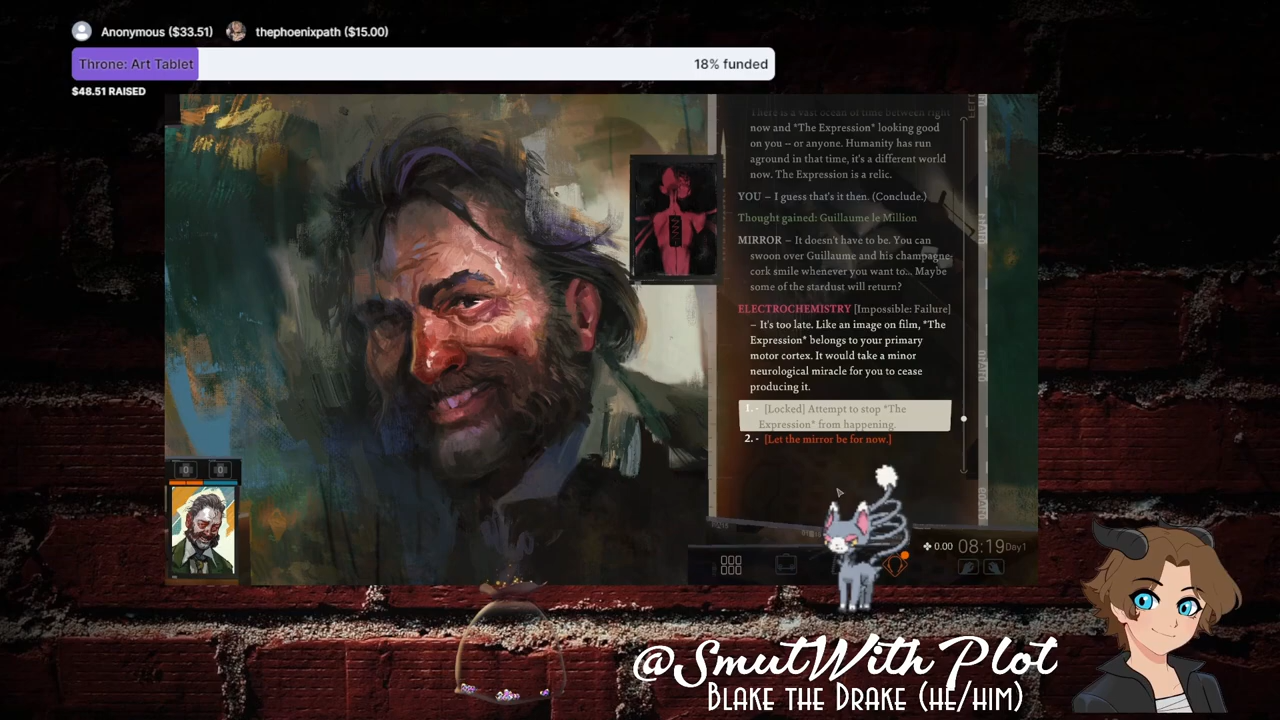 Anonymous ($33.51) thephoenixpath ($15.00)
Throne: Art Tablet 18% funded
$48.51 RAISED
There is a vast ocean of time between right
now and *The Expression* looking good
on you – or anyone. Humanity has run
aground in that time, it's a different world
now. The Expression is a relic.
YOU – I guess that's it then. (Conclude.)
Thought gained: Guillaume le Million
MIRROR – It doesn't have to be. You can
swoon over Guillaume and his champagne-
cork smile whenever you want to... Maybe
some of the stardust will return?
ELECTROCHEMISTRY [Impossible: Failure]
– It's too late. Like an image on film, *The
Expression* belongs to your primary
motor cortex. It would take a minor
neurological miracle for you to cease
producing it.
1. - [Locked] Attempt to stop *The
Expression* from happening.
2. - [Let the mirror be for now.]
0 0
0.00 08:19 Day1
@SmutWithPlot
BLAKE THE DRAKE (HE/HIM)